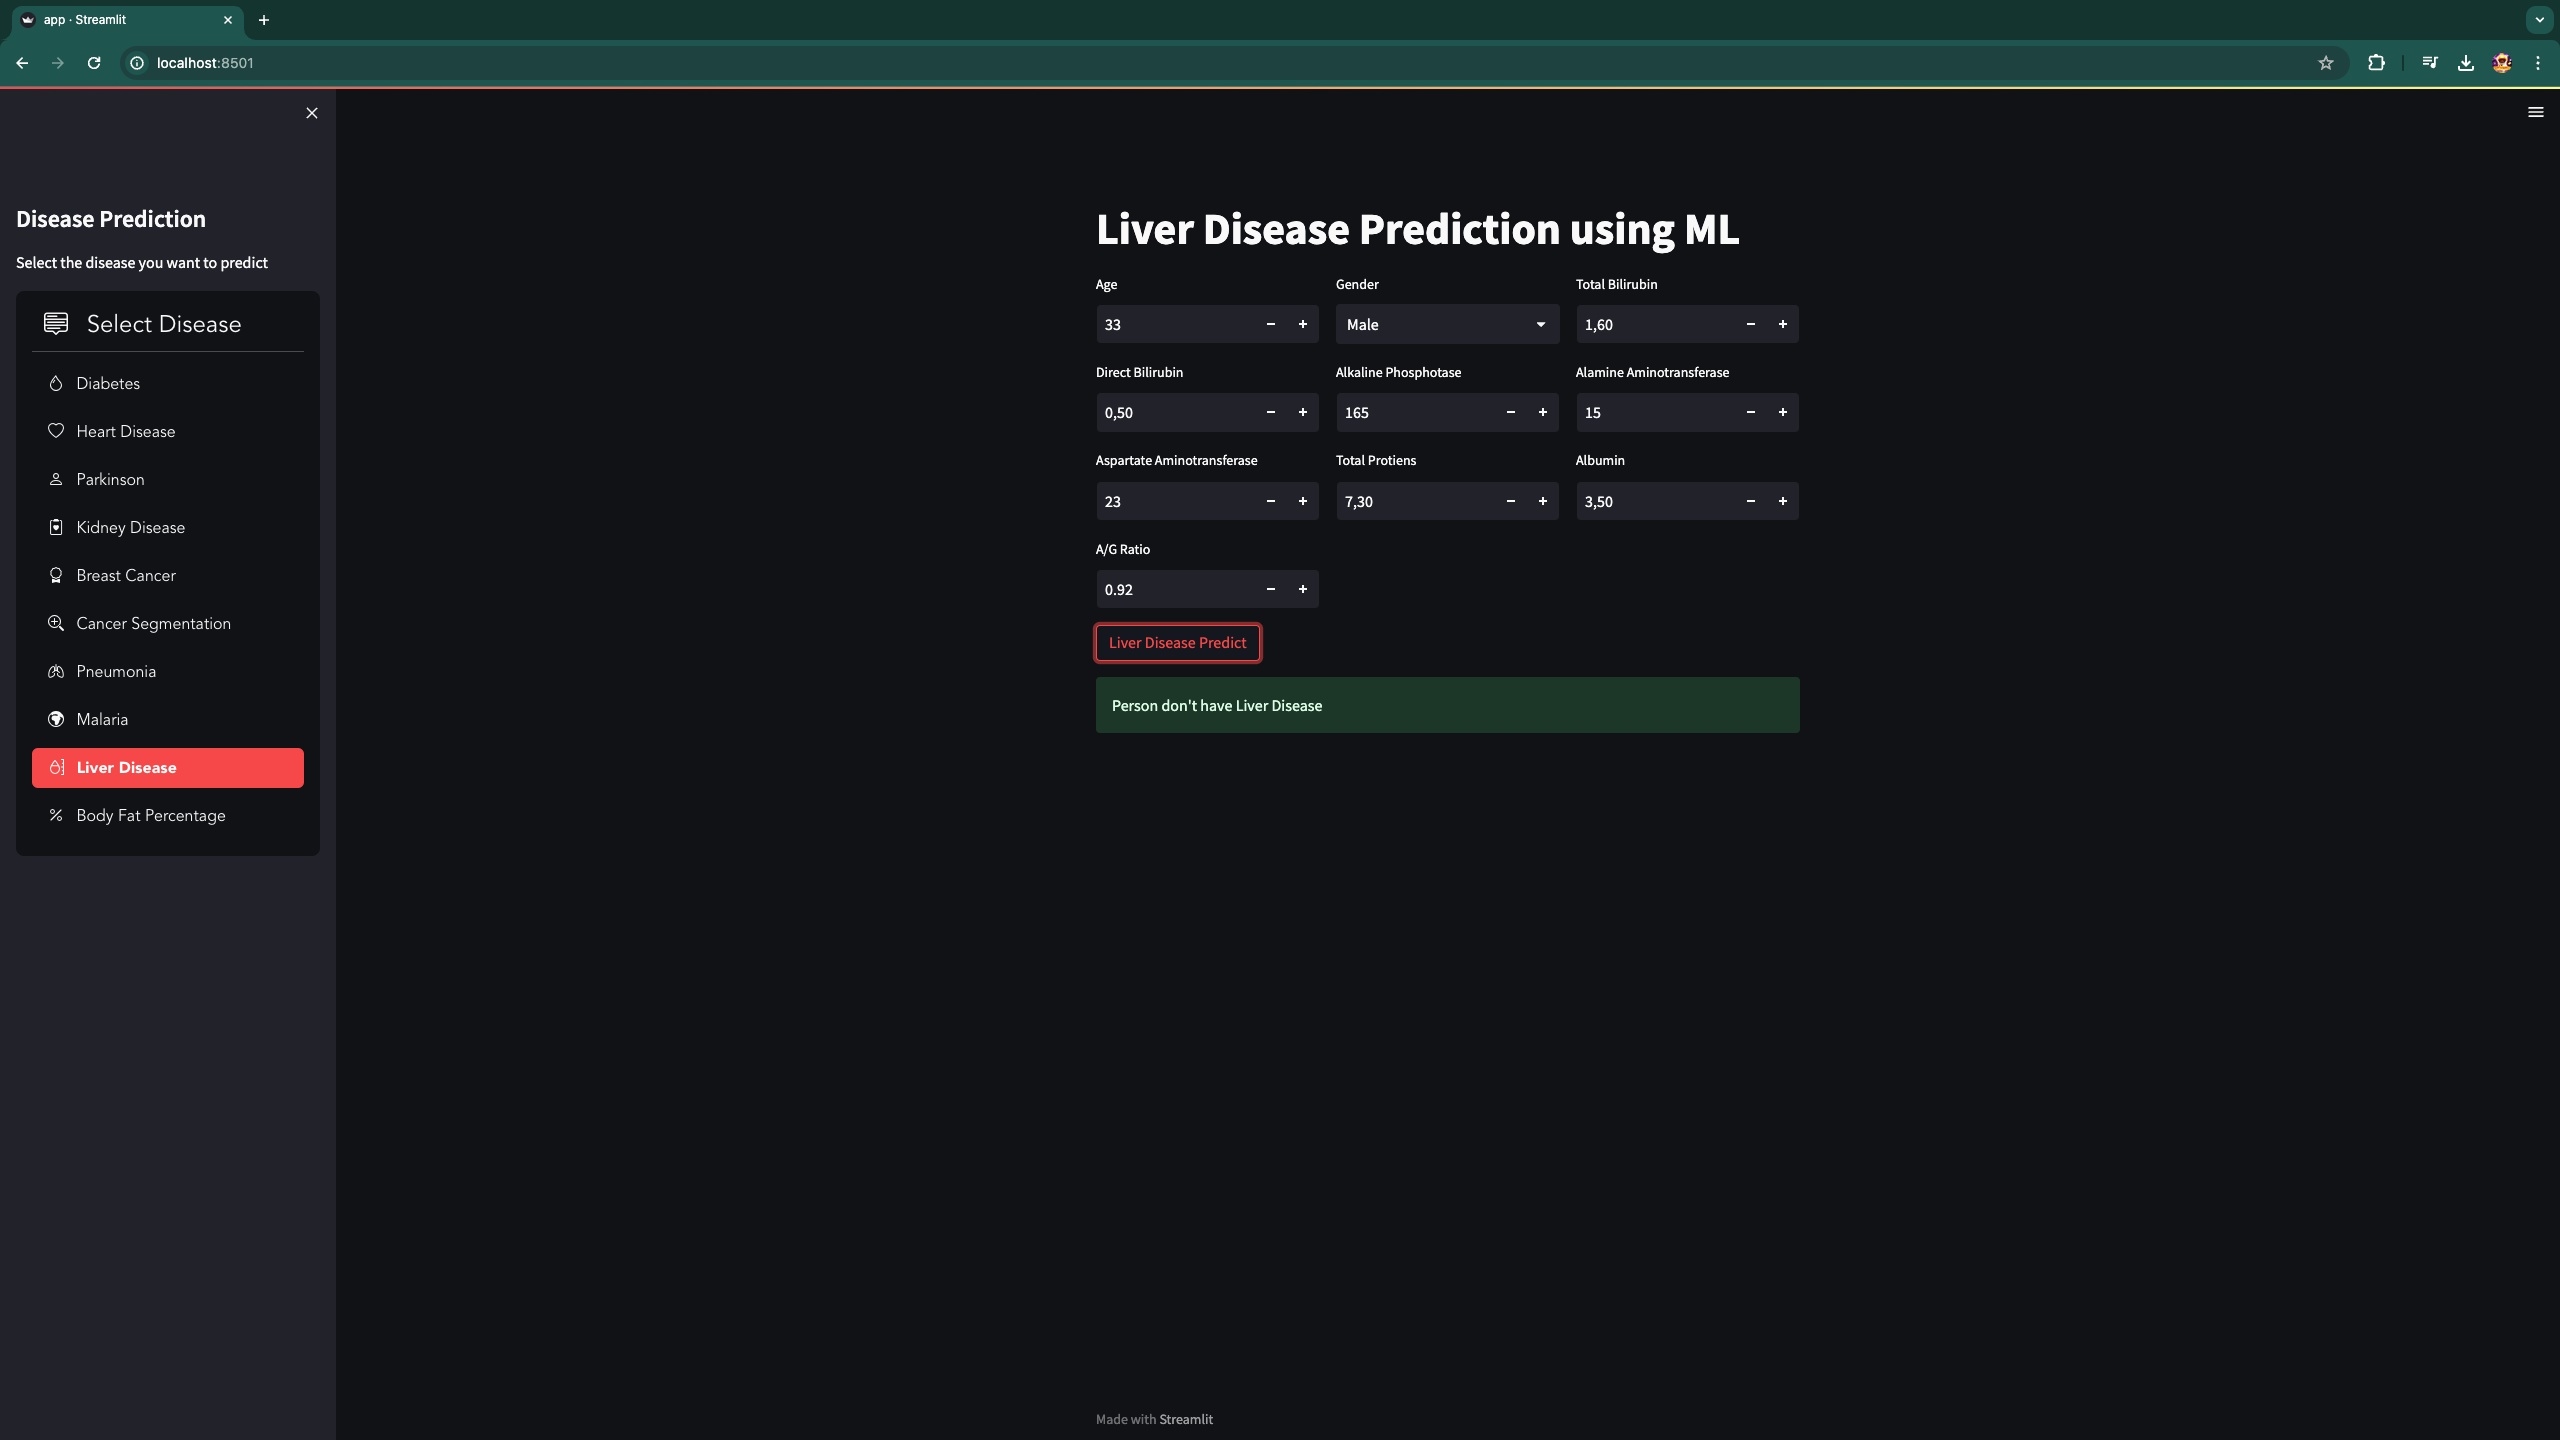 app · Streamlit
localhost:8501
Disease Prediction
Select the disease you want to predict
Select Disease
Diabetes
Heart Disease
Parkinson
Kidney Disease
Breast Cancer
Cancer Segmentation
Pneumonia
Malaria
Liver Disease
Body Fat Percentage
Liver Disease Prediction using ML
Age Gender Total Bilirubin
33 Male 1,60
Direct Bilirubin Alkaline Phosphotase Alamine Aminotransferase
0,50 165 15
Aspartate Aminotransferase Total Protiens Albumin
23 7,30 3,50
A/G Ratio
0.92
Liver Disease Predict
Person don't have Liver Disease
Made with Streamlit